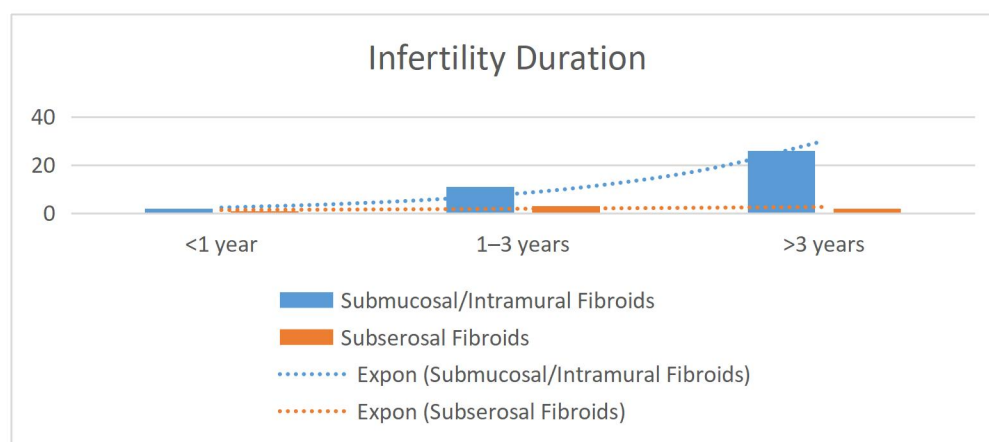 Infertility Duration
40
20
0
<1 year 1–3 years >3 years
Submucosal/Intramural Fibroids
Subserosal Fibroids
Expon (Submucosal/Intramural Fibroids)
Expon (Subserosal Fibroids)